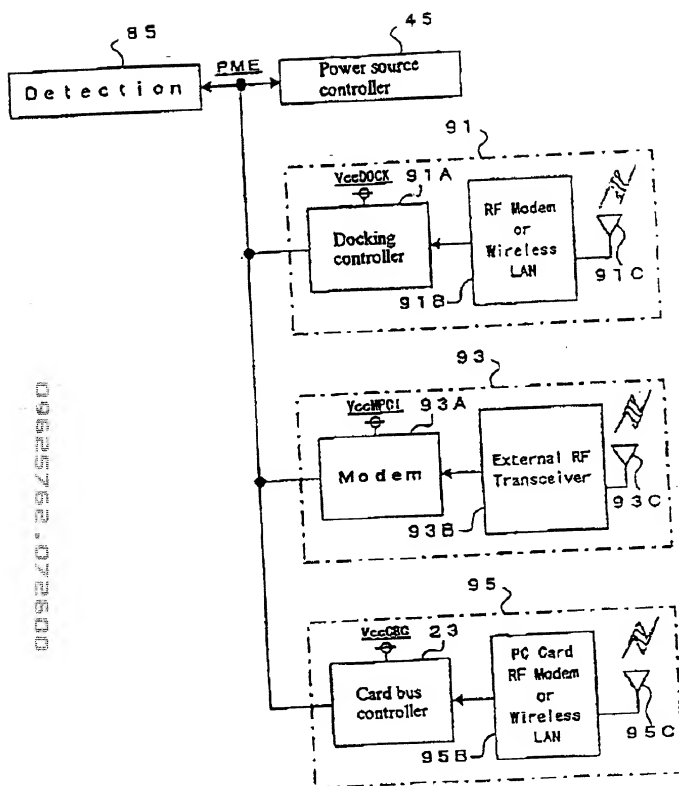 85
45
PME
Detection
Power source
controller
91
VccDOCK
91A
Docking
controller
RF Modem
or
Wireless
LAN
91B
91C
93
VccMPCI
93A
Modem
External RF
Transceiver
93B
93C
95
VccCBC
23
Card bus
controller
PC Card
RF Modem
or
Wireless
LAN
95B
95C
09625762.072600